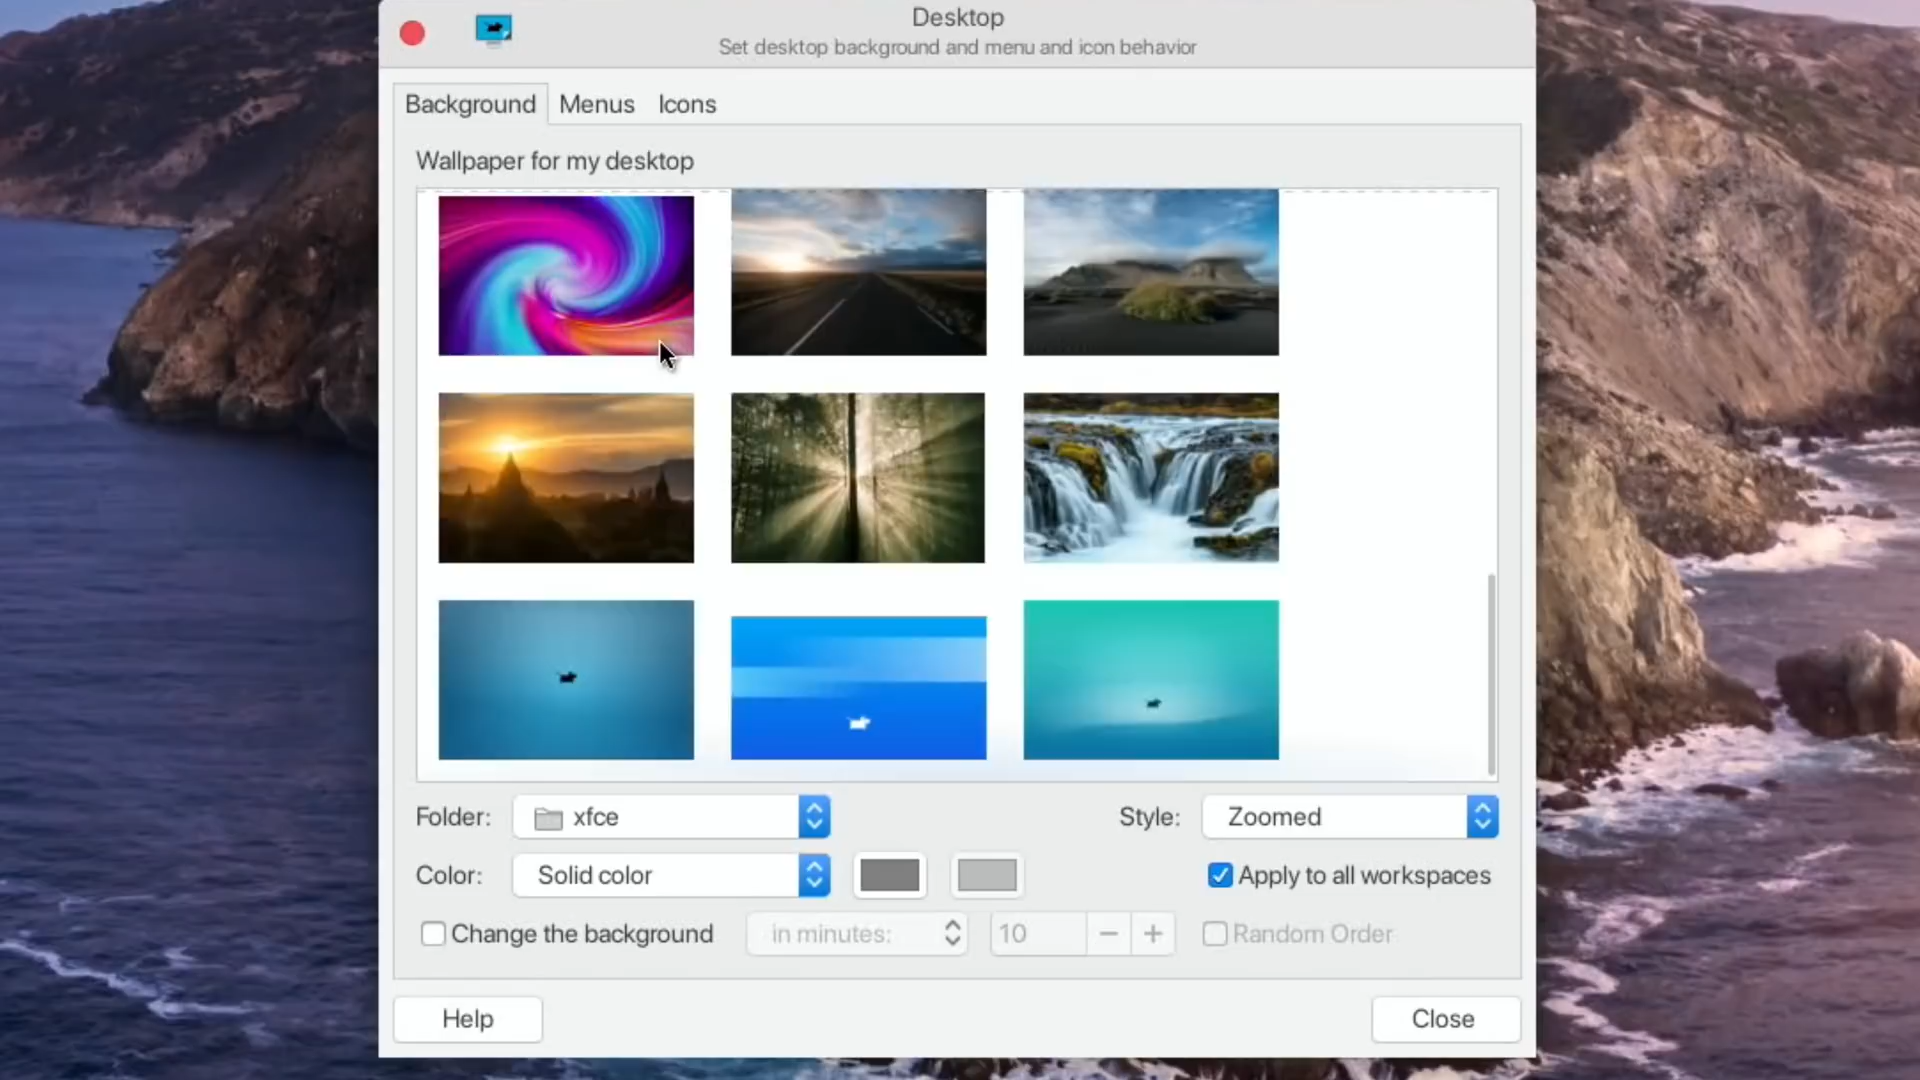 Desktop
Set desktop background and menu and icon behavior
Background Menus Icons
Wallpaper for my desktop
Folder: xfce Style: Zoomed
Color: Solid color Apply to all workspaces
Change the background in minutes: 10 Random Order
Help Close